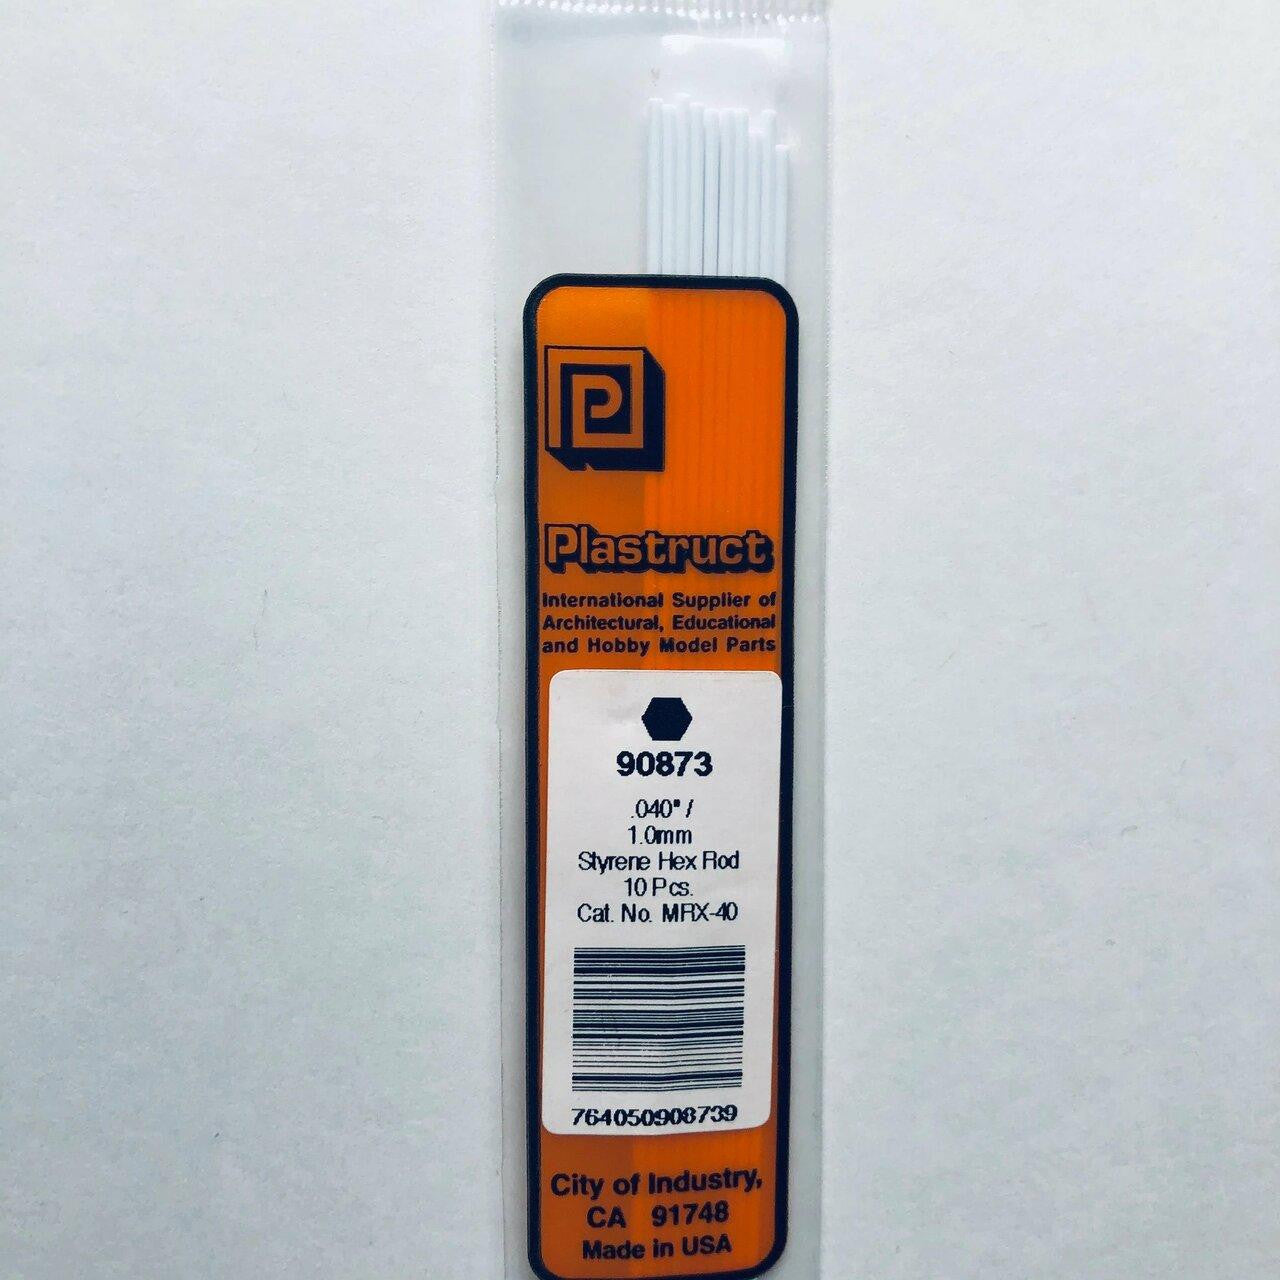 P
Plastruct
International Supplier of
Architectural, Educational
and Hobby Model Parts
90873
.040" /
1.0mm
Styrene Hex Rod
10 Pcs.
Cat. No. MRX-40
764050908739
City of Industry,
CA 91748
Made in USA